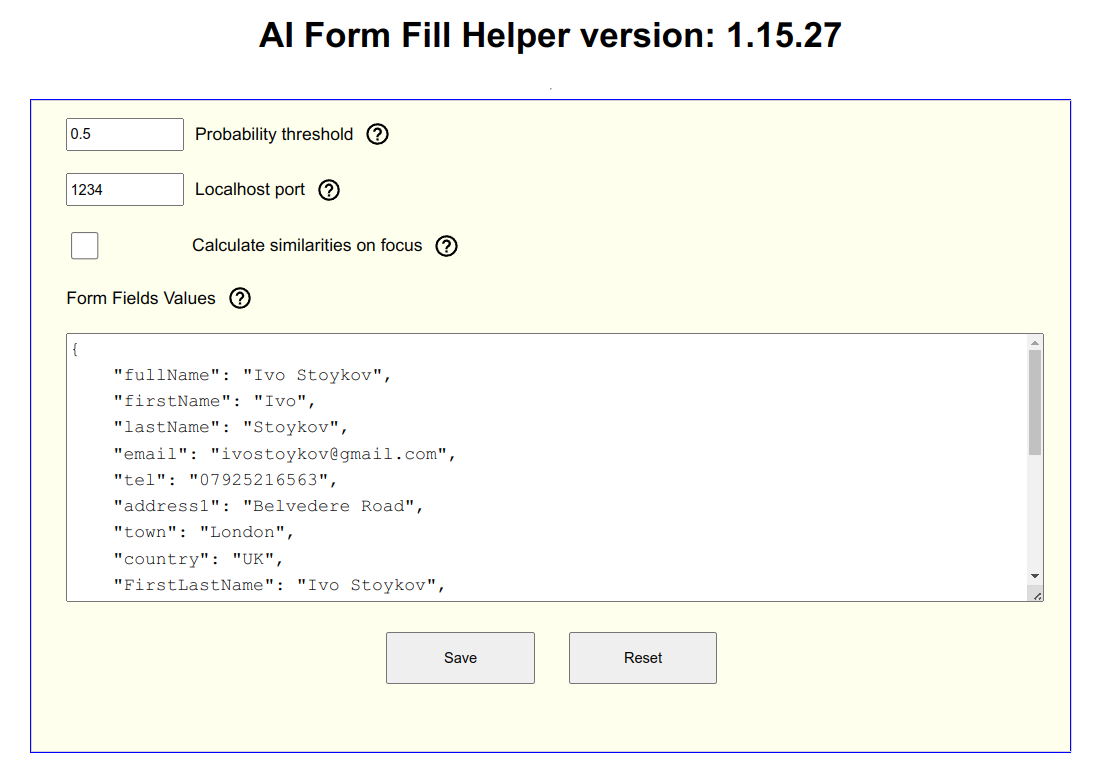 AI Form Fill Helper version: 1.15.27
0.5 Probability threshold ?
1234 Localhost port ?
Calculate similarities on focus ?
Form Fields Values ?
{
    "fullName": "Ivo Stoykov",
    "firstName": "Ivo",
    "lastName": "Stoykov",
    "email": "ivostoykov@gmail.com",
    "tel": "07925216563",
    "address1": "Belvedere Road",
    "town": "London",
    "country": "UK",
    "FirstLastName": "Ivo Stoykov",
Save Reset